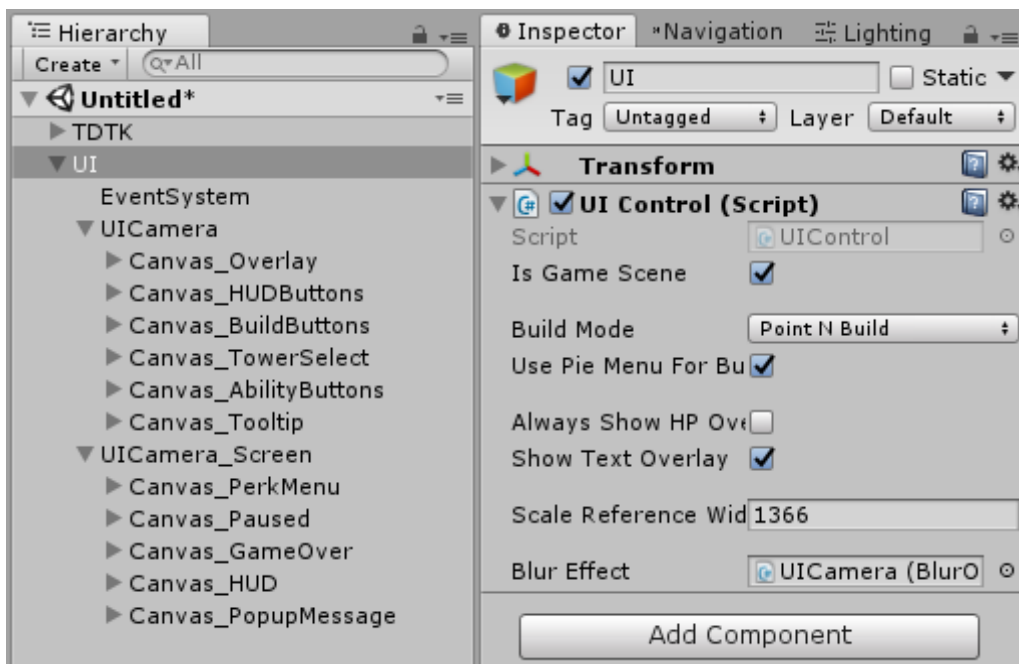 Hierarchy
Create
All
Untitled*
TDTK
UI
EventSystem
UICamera
Canvas_Overlay
Canvas_HUDButtons
Canvas_BuildButtons
Canvas_TowerSelect
Canvas_AbilityButtons
Canvas_Tooltip
UICamera_Screen
Canvas_PerkMenu
Canvas_Paused
Canvas_GameOver
Canvas_HUD
Canvas_PopupMessage
Inspector Navigation Lighting
UI Static
Tag Untagged Layer Default
Transform
UI Control (Script)
Script UIControl
Is Game Scene
Build Mode Point N Build
Use Pie Menu For Bu
Always Show HP Ove
Show Text Overlay
Scale Reference Wid 1366
Blur Effect UICamera (BlurO
Add Component